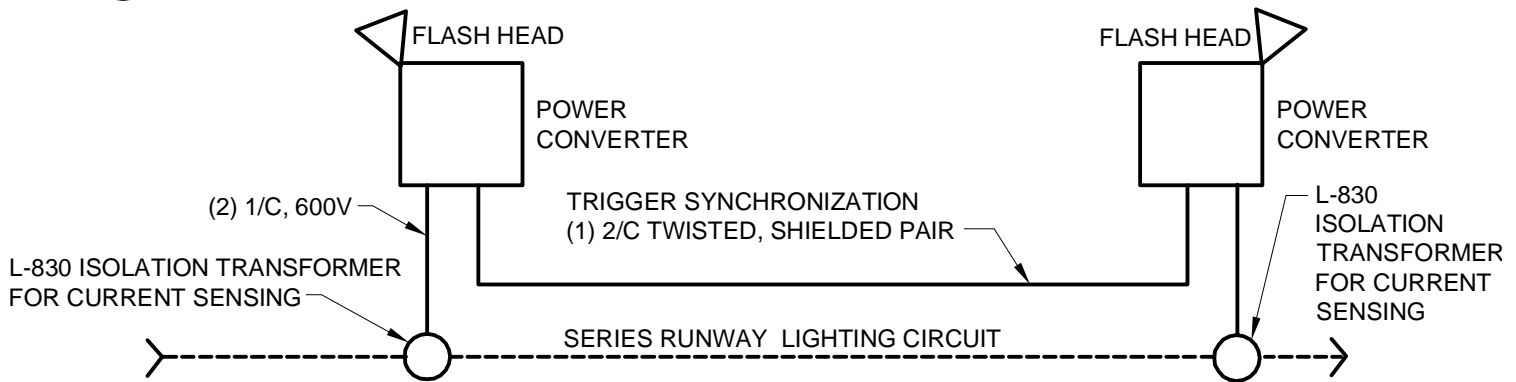 FLASH HEAD
FLASH HEAD
POWER
CONVERTER
POWER
CONVERTER
(2) 1/C, 600V
TRIGGER SYNCHRONIZATION
(1) 2/C TWISTED, SHIELDED PAIR
L-830
ISOLATION
TRANSFORMER
FOR CURRENT
SENSING
L-830 ISOLATION TRANSFORMER
FOR CURRENT SENSING
SERIES RUNWAY LIGHTING CIRCUIT